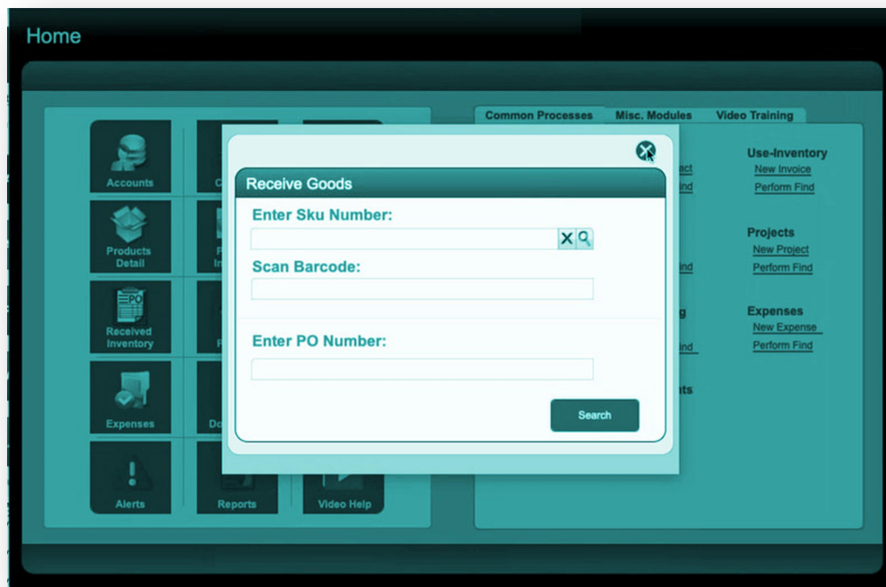 Home
Common Processes
Misc. Modules
Video Training
Accounts
Products
Detail
Received
Inventory
PO
Expenses
Alerts
Reports
Video Help
Receive Goods
Enter Sku Number:
Scan Barcode:
Enter PO Number:
Search
Use-Inventory
New Invoice
Perform Find
Projects
New Project
Perform Find
Expenses
New Expense
Perform Find